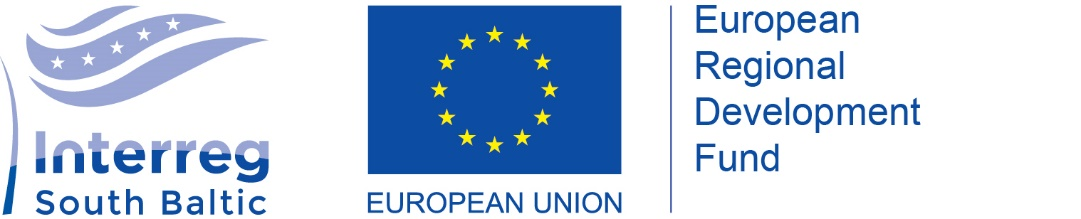 Interreg
South Baltic
EUROPEAN UNION
European
Regional
Development
Fund